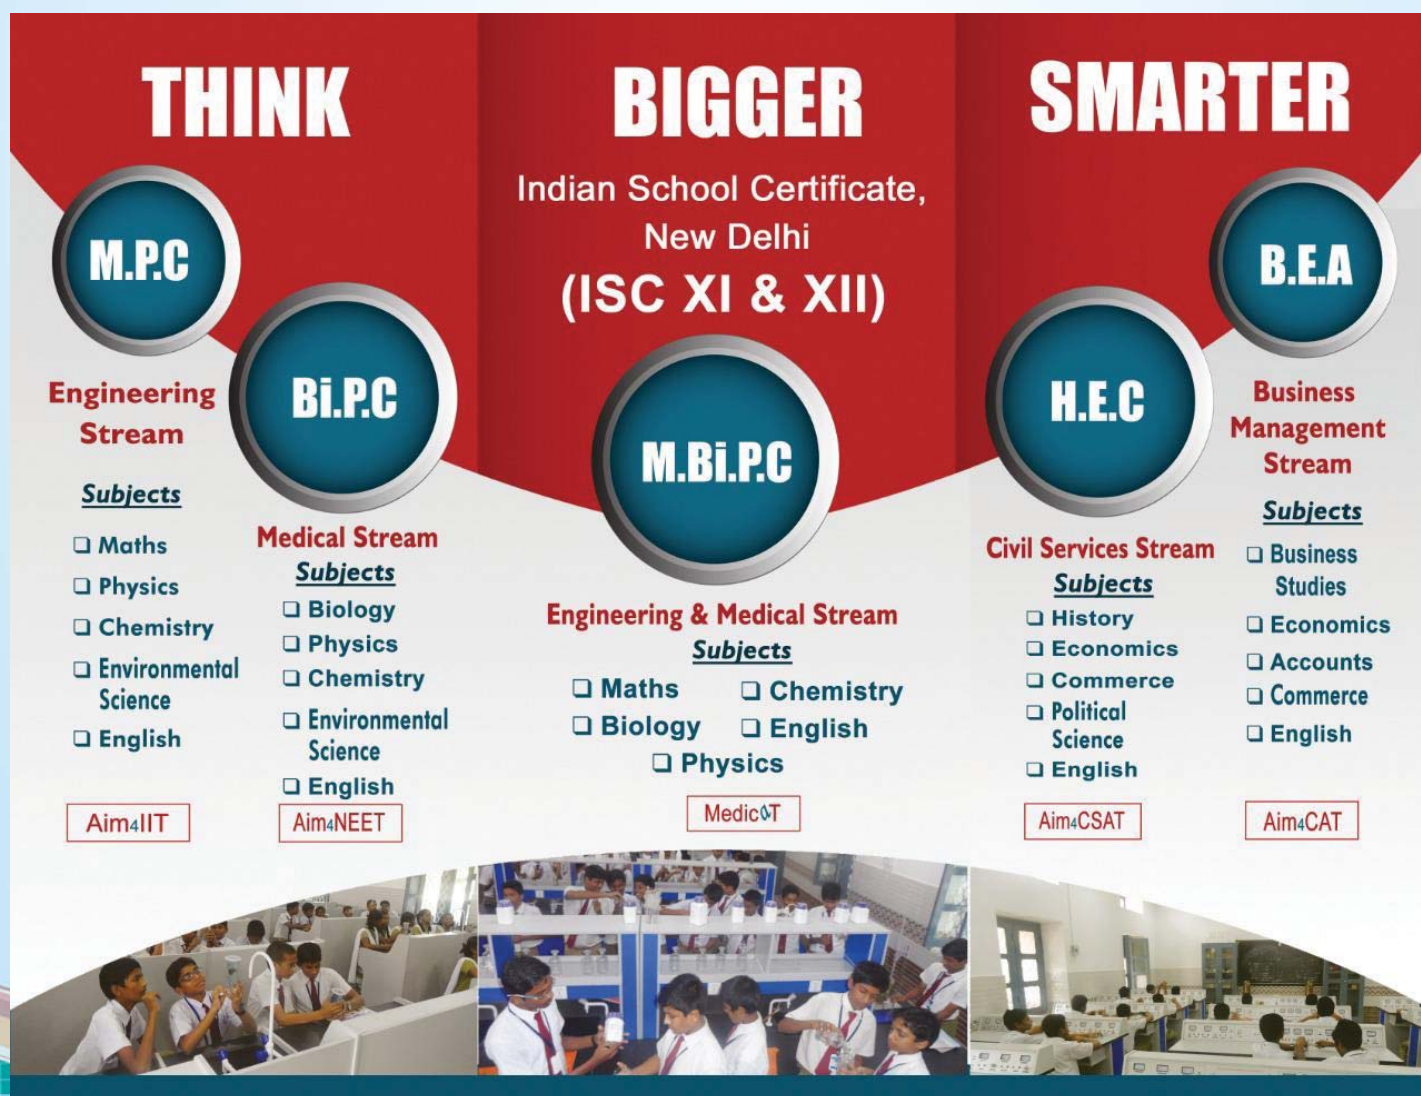 THINK
BIGGER
SMARTER
Indian School Certificate,
New Delhi
(ISC XI & XII)
M.P.C
Engineering
Stream
Subjects
❑ Maths
❑ Physics
❑ Chemistry
❑ Environmental
Science
❑ English
Aim4IIT
Bi.P.C
Medical Stream
Subjects
❑ Biology
❑ Physics
❑ Chemistry
❑ Environmental
Science
❑ English
Aim4NEET
M.Bi.P.C
Engineering & Medical Stream
Subjects
❑ Maths ❑ Chemistry
❑ Biology ❑ English
❑ Physics
Medic@T
H.E.C
Civil Services Stream
Subjects
❑ History
❑ Economics
❑ Commerce
❑ Political
Science
❑ English
Aim4CSAT
B.E.A
Business
Management
Stream
Subjects
❑ Business
Studies
❑ Economics
❑ Accounts
❑ Commerce
❑ English
Aim4CAT